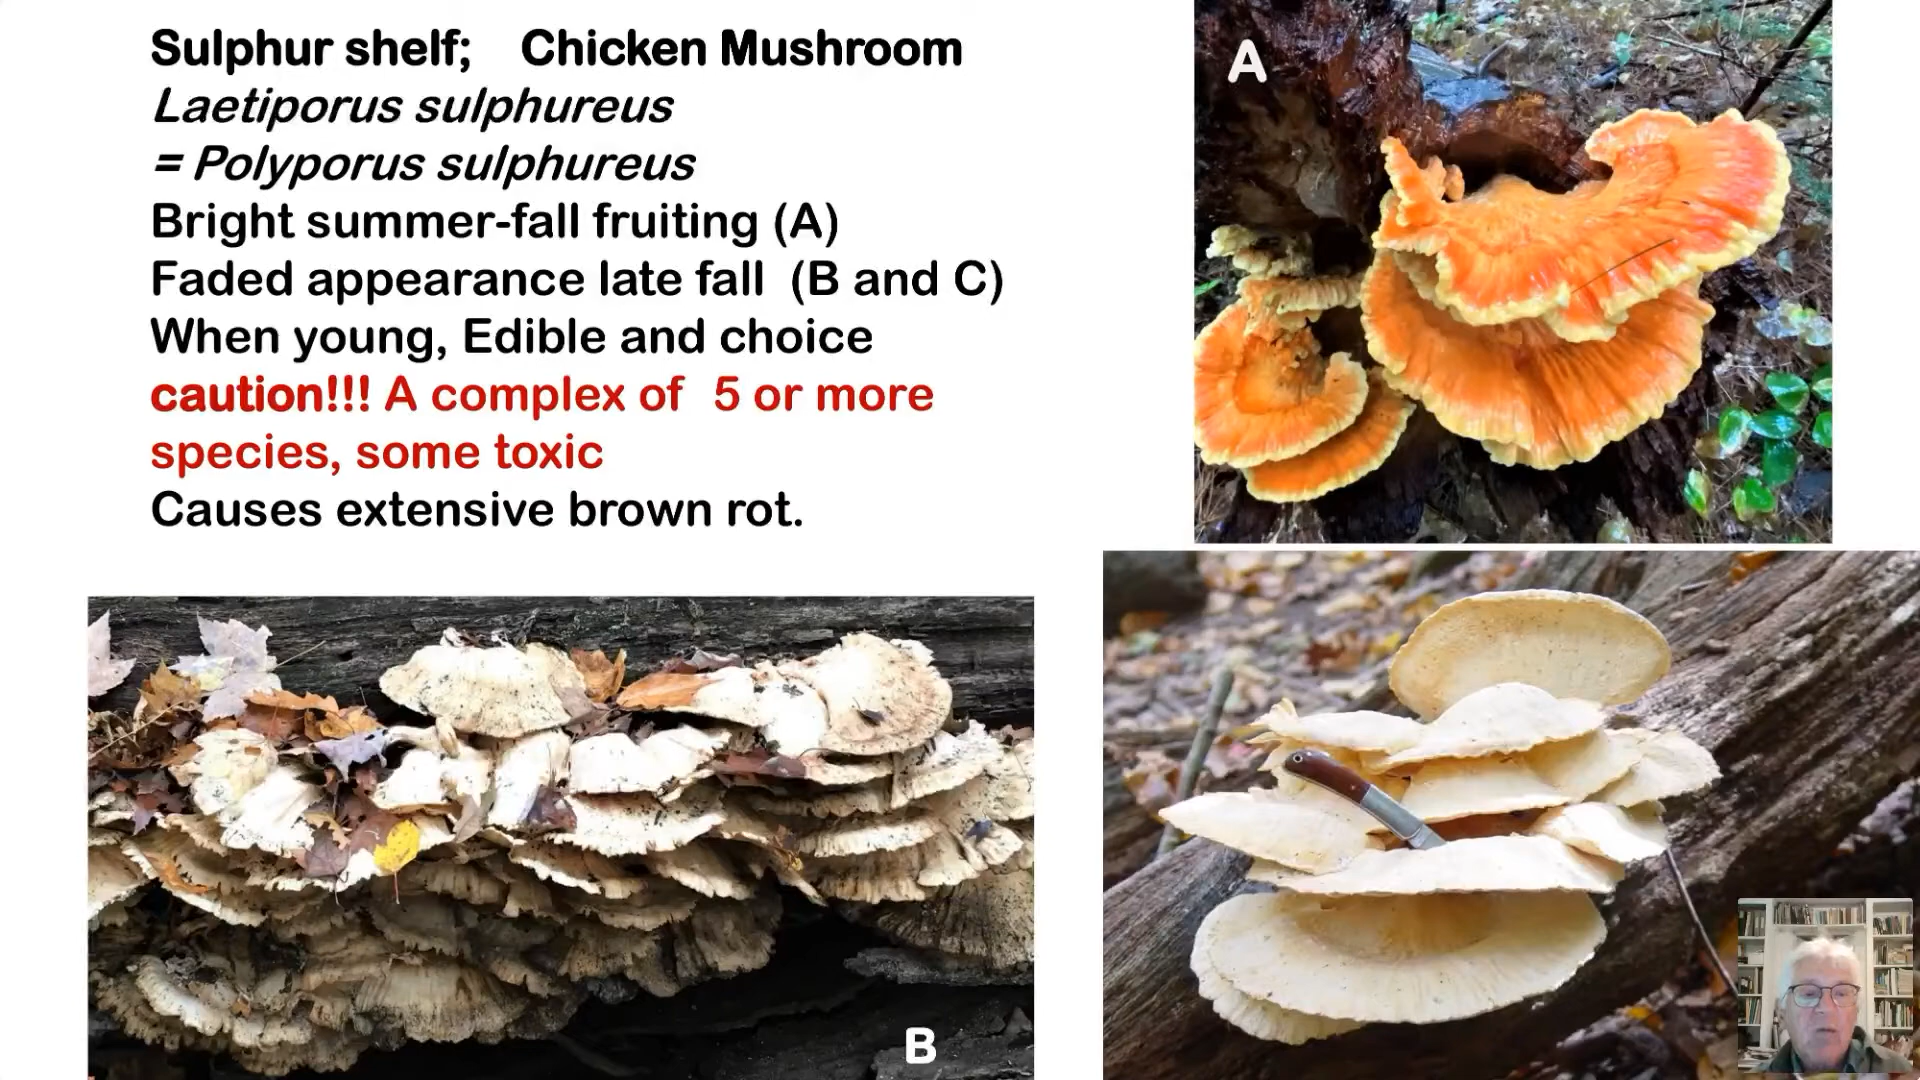 Sulphur shelf; Chicken Mushroom
Laetiporus sulphureus
= Polyporus sulphureus
Bright summer-fall fruiting (A)
Faded appearance late fall (B and C)
When young, Edible and choice
caution!!! A complex of 5 or more
species, some toxic
Causes extensive brown rot.
A
B